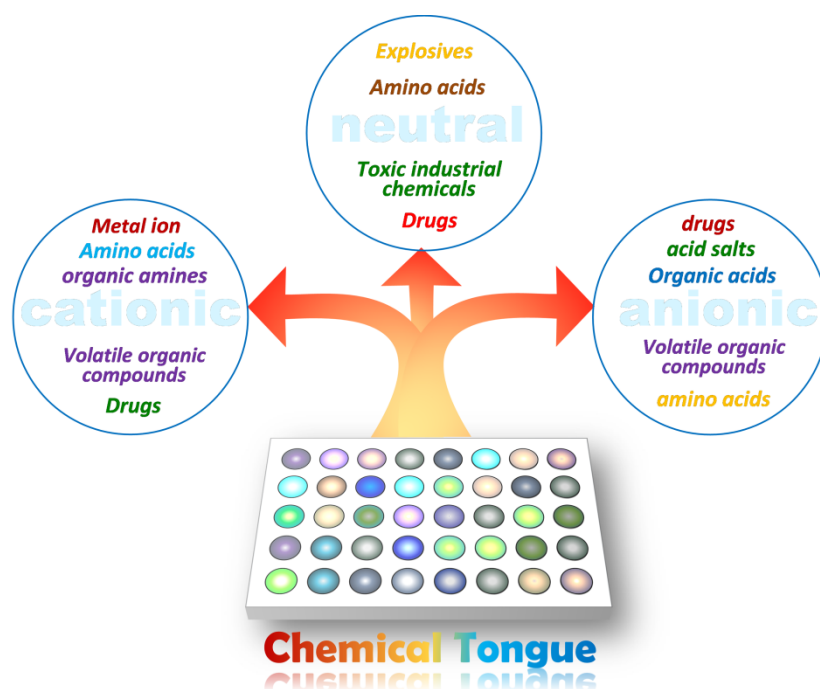 Explosives
Amino acids
neutral
Toxic industrial
chemicals
Drugs
Metal ion
Amino acids
organic amines
cationic
Volatile organic
compounds
Drugs
drugs
acid salts
Organic acids
anionic
Volatile organic
compounds
amino acids
Chemical Tongue